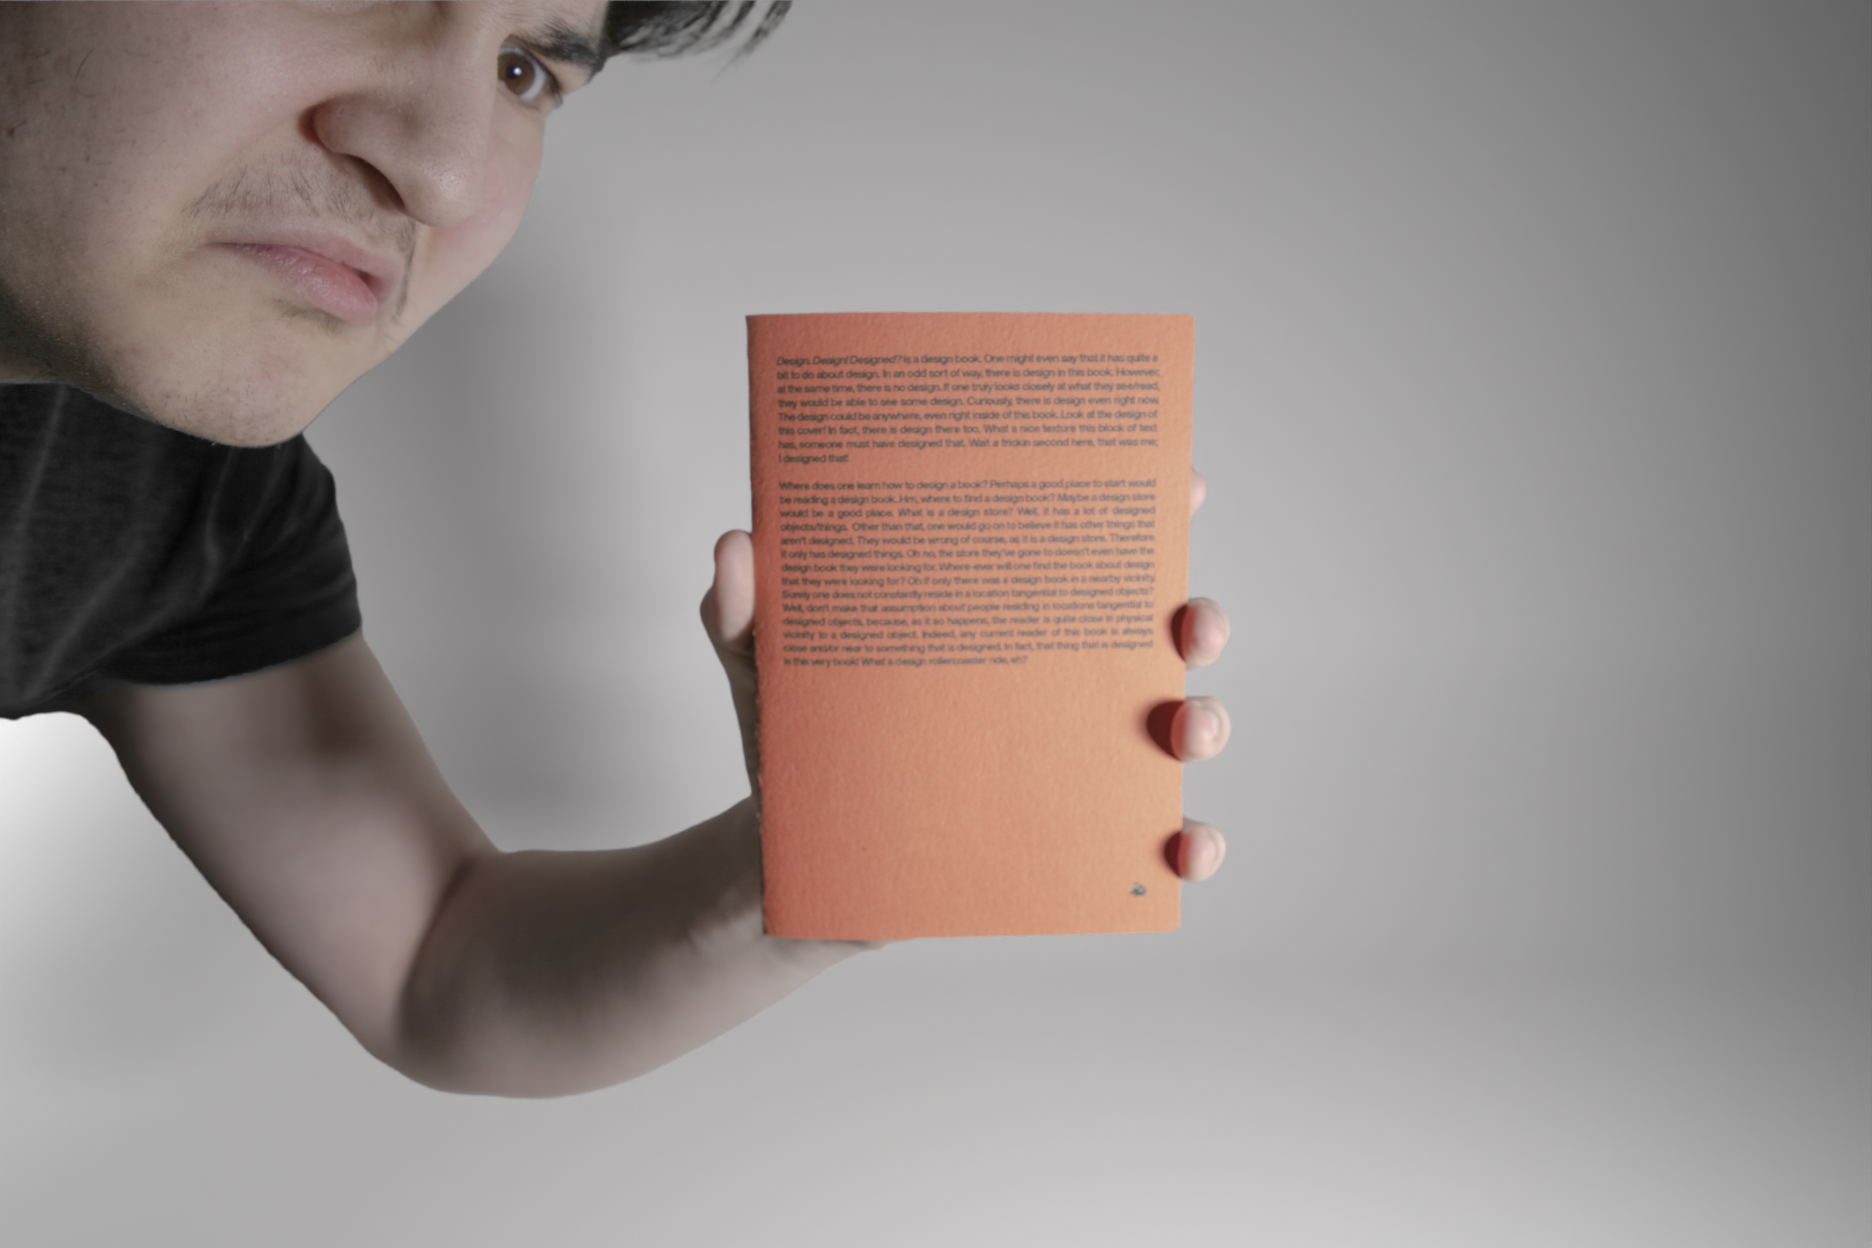 Design. Design! Designed? is a design book. One might even say that it has quite a
bit to do about design. In an odd sort of way, there is design in this book. However,
at the same time, there is no design. If one truly looks closely at what they see/read,
they would be able to see some design. Curiously, there is design even right now.
The design could be anywhere, even right inside of this book. Look at the design of
this cover! In fact, there is design there too. What a nice texture this block of text
has, someone must have designed that. Wait a frickin second here, that was me;
I designed that!
Where does one learn how to design a book? Perhaps a good place to start would
be reading a design book. Hm, where to find a design book? Maybe a design store
would be a good place. What is a design store? Well, it has a lot of designed
objects/things. Other than that, one would go on to believe it has other things that
aren't designed. They would be wrong of course, as it is a design store. Therefore
it only has designed things. Oh no, the store they've gone to doesn't even have the
design book they were looking for. Where-ever will one find the book about design
that they were looking for? Oh if only there was a design book in a nearby vicinity.
Surely one does not constantly reside in a location tangential to designed objects?
Well, don't make that assumption about people residing in locations tangential to
designed objects, because, as it so happens, the reader is quite close in physical
vicinity to a designed object. Indeed, any current reader of this book is always
close and/or near to something that is designed. In fact, that thing that is designed
is this very book! What a design rollercoaster ride, eh?